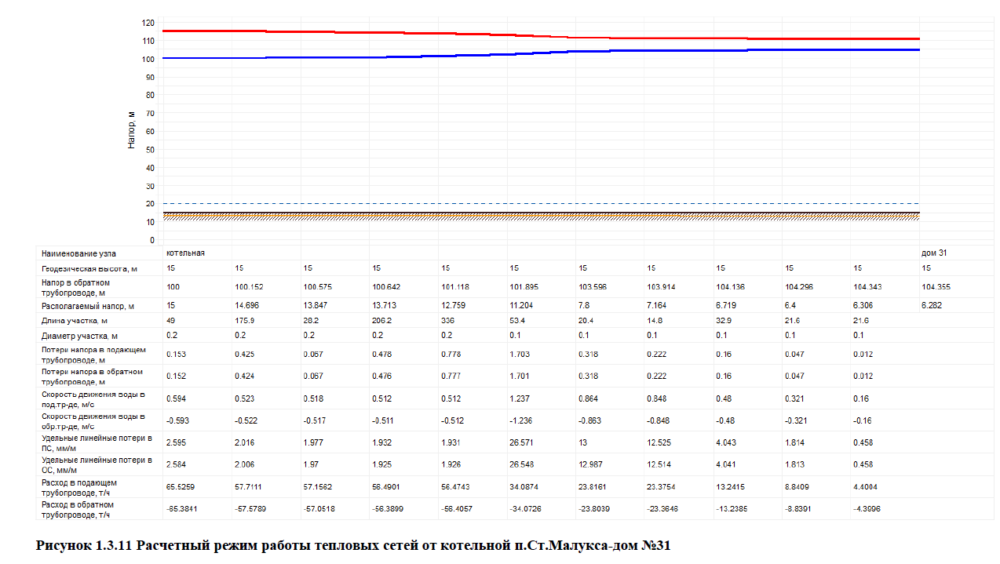 120
110
100
90
80
70
60
50
40
30
20
10
0
Напор, м
Наименование узла котельная дом 31
Геодезическая высота, м 15 15 15 15 15 15 15 15 15 15 15 15
Напор в обратном
трубопроводе, м 100 100.152 100.575 100.642 101.118 101.895 103.596 103.914 104.136 104.296 104.343 104.355
Располагаемый напор, м 15 14.696 13.847 13.713 12.759 11.204 7.8 7.164 6.719 6.4 6.306 6.282
Длина участка, м 49 175.9 28.2 206.2 336 53.4 20.4 14.8 32.9 21.6 21.6
Диаметр участка, м 0.2 0.2 0.2 0.2 0.2 0.1 0.1 0.1 0.1 0.1 0.1
Потери напора в подающем
трубопроводе, м 0.153 0.425 0.067 0.478 0.778 1.703 0.318 0.222 0.16 0.047 0.012
Потери напора в обратном
трубопроводе, м 0.152 0.424 0.067 0.476 0.777 1.701 0.318 0.222 0.16 0.047 0.012
Скорость движения воды в
под.тр-де, м/с 0.594 0.523 0.518 0.512 0.512 1.237 0.864 0.848 0.48 0.321 0.16
Скорость движения воды в
обр.тр-де, м/с -0.593 -0.522 -0.517 -0.511 -0.512 -1.236 -0.863 -0.848 -0.48 -0.321 -0.16
Удельные линейные потери в
ПС, мм/м 2.595 2.016 1.977 1.932 1.931 26.571 13 12.525 4.043 1.814 0.458
Удельные линейные потери в
ОС, мм/м 2.584 2.006 1.97 1.925 1.926 26.548 12.987 12.514 4.041 1.813 0.458
Расход в подающем
трубопроводе, т/ч 65.5259 57.7111 57.1562 56.4901 56.4743 34.0874 23.8161 23.3754 13.2415 8.8409 4.4004
Расход в обратном
трубопроводе, т/ч -65.3841 -57.5789 -57.0518 -56.3899 -56.4057 -34.0726 -23.8039 -23.3646 -13.2385 -8.8391 -4.3996
Рисунок 1.3.11 Расчетный режим работы тепловых сетей от котельной п.Ст.Малукса-дом №31